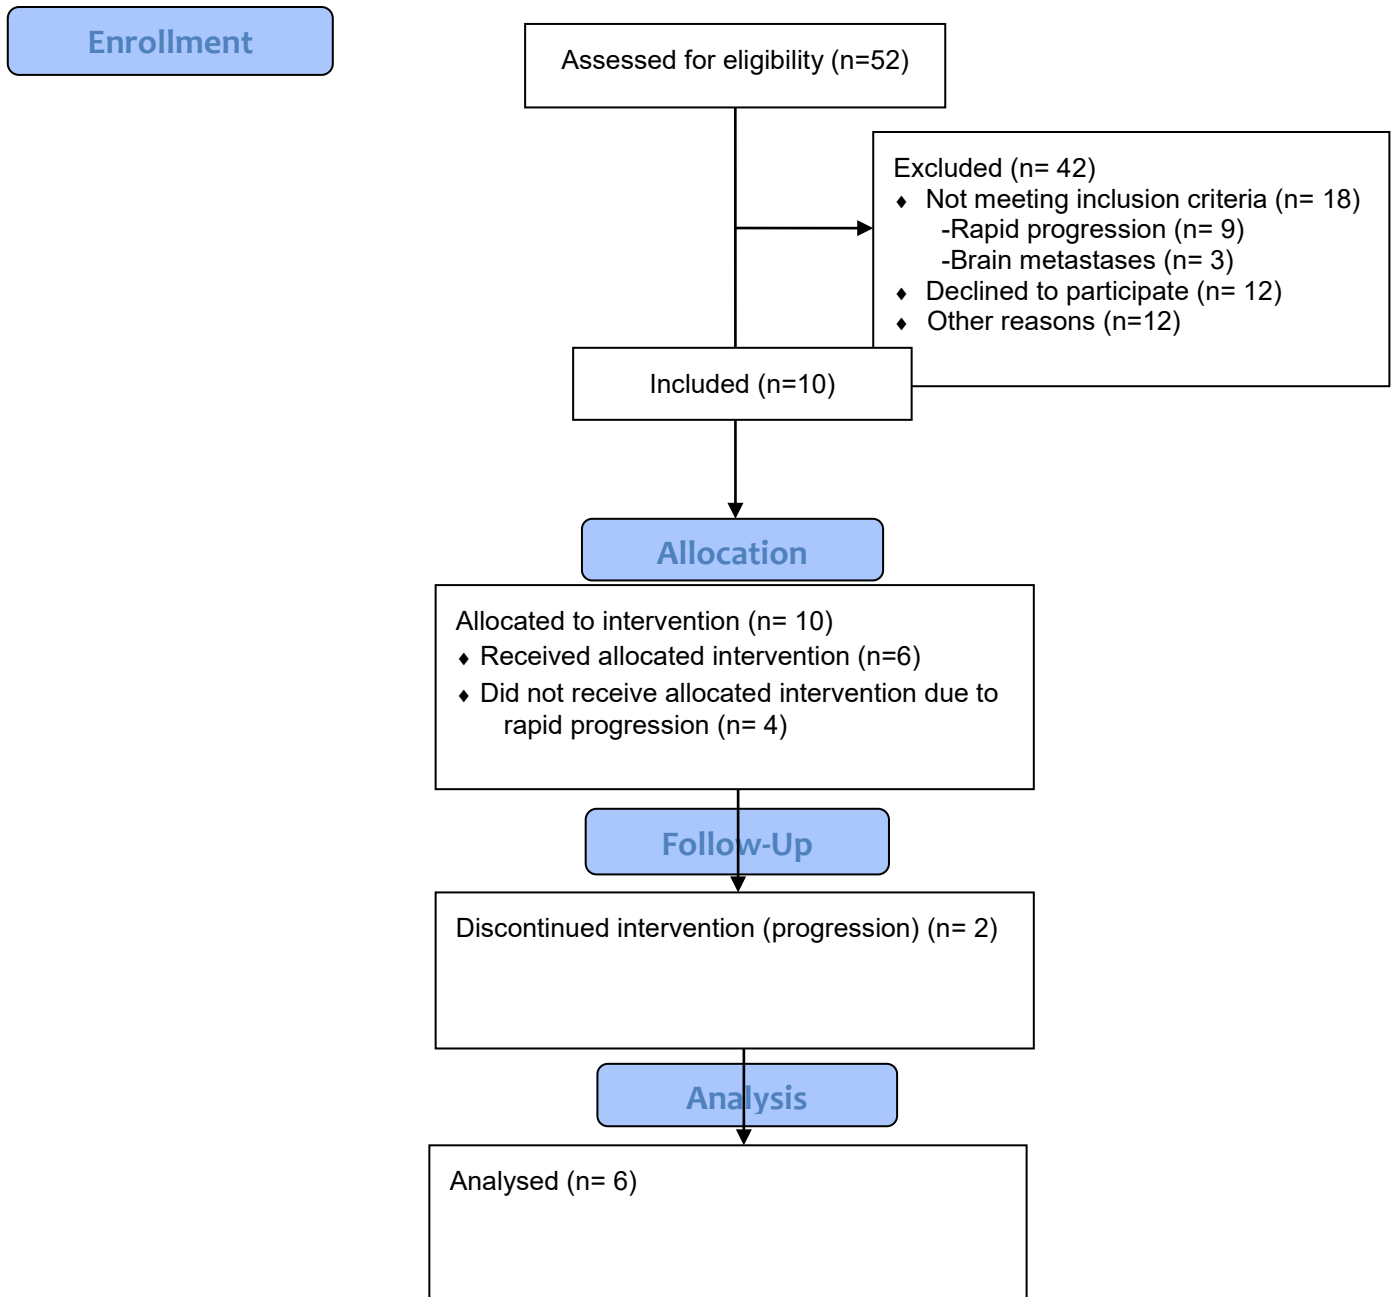 Enrollment
Assessed for eligibility (n=52)
Excluded (n= 42)
♦ Not meeting inclusion criteria (n= 18)
-Rapid progression (n= 9)
-Brain metastases (n= 3)
♦ Declined to participate (n= 12)
♦ Other reasons (n=12)
Included (n=10)
Allocation
Allocated to intervention (n= 10)
♦ Received allocated intervention (n=6)
♦ Did not receive allocated intervention due to
rapid progression (n= 4)
Follow-Up
Discontinued intervention (progression) (n= 2)
Analysis
Analysed (n= 6)